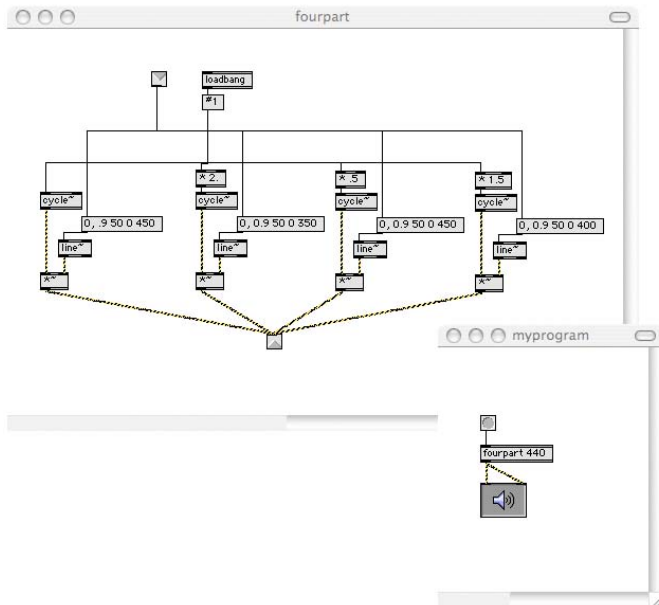 fourpart
loadbang
#1
* 2.
* .5
* 1.5
cycle~
cycle~
cycle~
cycle~
0, .9 50 0 450
0, 0.9 50 0 350
0, 0.9 50 0 450
0, 0.9 50 0 400
line~
line~
line~
line~
*~
*~
*~
*~
myprogram
fourpart 440